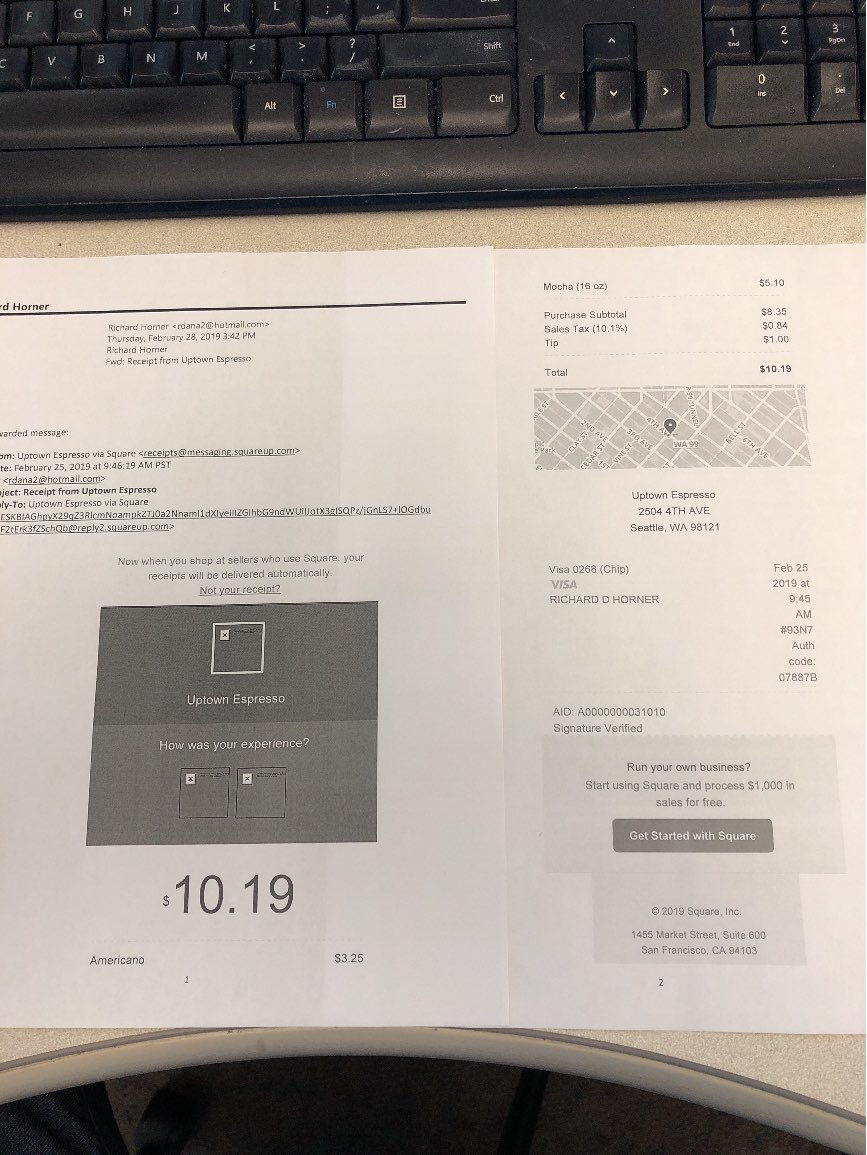 F G H J K L ; '
C V B N M < , > . ? / Shift
Alt Fn Ctrl
1 End 2 3 PgDn
0 Ins . Del
rd Horner
Richard Horner <rdana2@hotmail.com>
Thursday, February 28, 2019 3:42 PM
Richard Horner
Fwd: Receipt from Uptown Espresso
warded message:
om: Uptown Espresso via Square <receipts@messaging.squareup.com>
te: February 25, 2019 at 9:46:19 AM PST
<rdana2@hotmail.com>
ject: Receipt from Uptown Espresso
ly-To: Uptown Espresso via Square
Now when you shop at sellers who use Square, your
receipts will be delivered automatically.
Not your receipt?
Uptown Espresso
How was your experience?
$10.19
Americano $3.25
1
Mocha (16 oz) $5.10
Purchase Subtotal $8.35
Sales Tax (10.1%) $0.84
Tip $1.00
Total $10.19
2ND AVE
3RD AVE
4TH AVE
WA 99
BELL ST
6TH AVE
CLAY ST
Uptown Espresso
2504 4TH AVE
Seattle, WA 98121
Visa 0268 (Chip) Feb 25
VISA 2019 at
RICHARD D HORNER 9:45
AM
#93N7
Auth
code:
07887B
AID: A0000000031010
Signature Verified
Run your own business?
Start using Square and process $1,000 in
sales for free.
Get Started with Square
© 2019 Square, Inc.
1455 Market Street, Suite 600
San Francisco, CA 94103
2